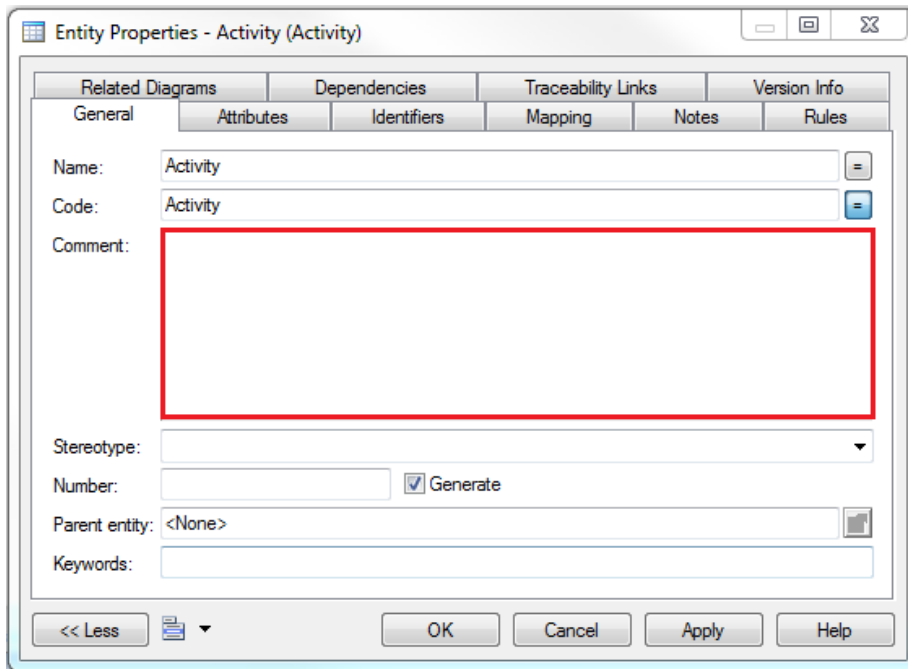 Entity Properties - Activity (Activity)
Related Diagrams Dependencies Traceability Links Version Info
General Attributes Identifiers Mapping Notes Rules
Name: Activity =
Code: Activity =
Comment:
Stereotype:
Number: Generate
Parent entity: <None>
Keywords:
<< Less OK Cancel Apply Help